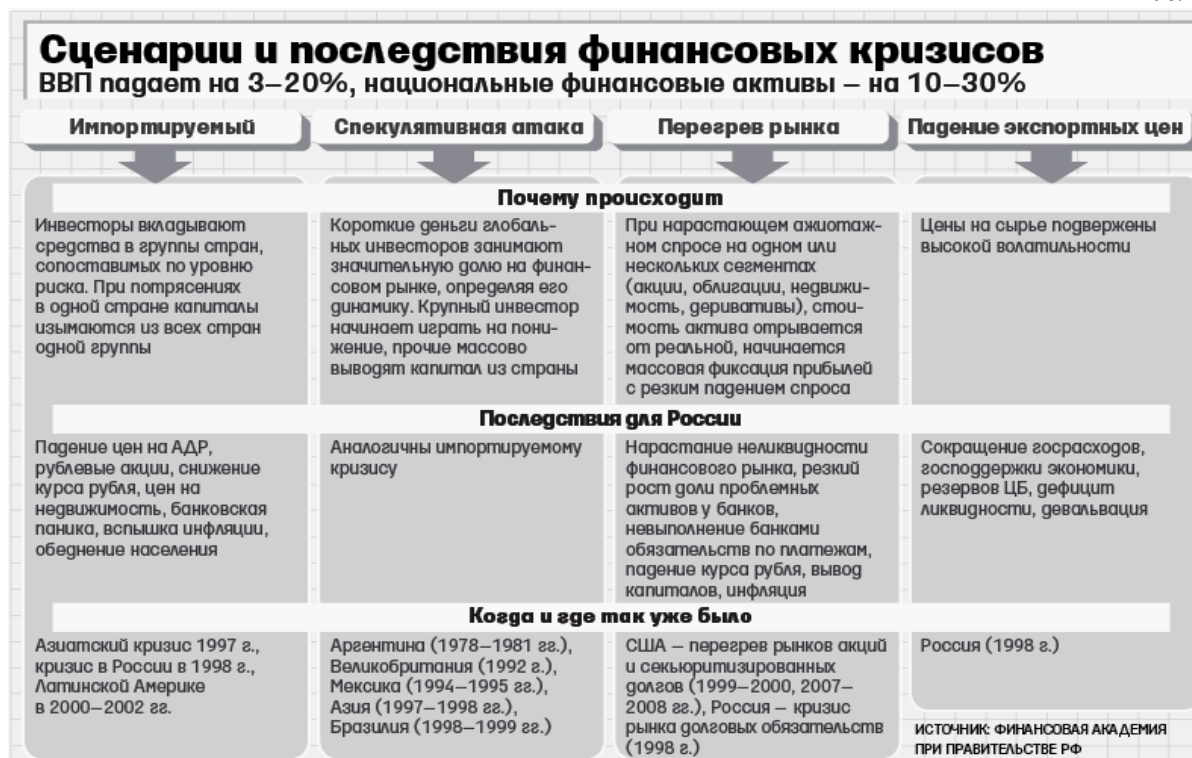 Сценарии и последствия финансовых кризисов
ВВП падает на 3–20%, национальные финансовые активы – на 10–30%
Импортируемый
Спекулятивная атака
Перегрев рынка
Падение экспортных цен
Почему происходит
Инвесторы вкладывают
средства в группы стран,
сопоставимых по уровню
риска. При потрясениях
в одной стране капиталы
изымаются из всех стран
одной группы
Короткие деньги глобаль-
ных инвесторов занимают
значительную долю на финан-
совом рынке, определяя его
динамику. Крупный инвестор
начинает играть на пони-
жение, прочие массово
выводят капитал из страны
При нарастающем ажиотаж-
ном спросе на одном или
нескольких сегментах
(акции, облигации, недвижи-
мость, деривативы), стои-
мость актива отрывается
от реальной, начинается
массовая фиксация прибылей
с резким падением спроса
Цены на сырье подвержены
высокой волатильности
Последствия для России
Падение цен на АДР,
рублевые акции, снижение
курса рубля, цен на
недвижимость, банковская
паника, вспышка инфляции,
обеднение населения
Аналогичны импортируемому
кризису
Нарастание неликвидности
финансового рынка, резкий
рост доли проблемных
активов у банков,
невыполнение банками
обязательств по платежам,
падение курса рубля, вывод
капиталов, инфляция
Сокращение госрасходов,
господдержки экономики,
резервов ЦБ, дефицит
ликвидности, девальвация
Когда и где так уже было
Азиатский кризис 1997 г.,
кризис в России в 1998 г.,
Латинской Америке
в 2000–2002 гг.
Аргентина (1978–1981 гг.),
Великобритания (1992 г.),
Мексика (1994–1995 гг.),
Азия (1997–1998 гг.),
Бразилия (1998–1999 гг.)
США – перегрев рынков акций
и секьюритизированных
долгов (1999–2000, 2007–
2008 гг.), Россия – кризис
рынка долговых обязательств
(1998 г.)
Россия (1998 г.)
ИСТОЧНИК: ФИНАНСОВАЯ АКАДЕМИЯ
ПРИ ПРАВИТЕЛЬСТВЕ РФ